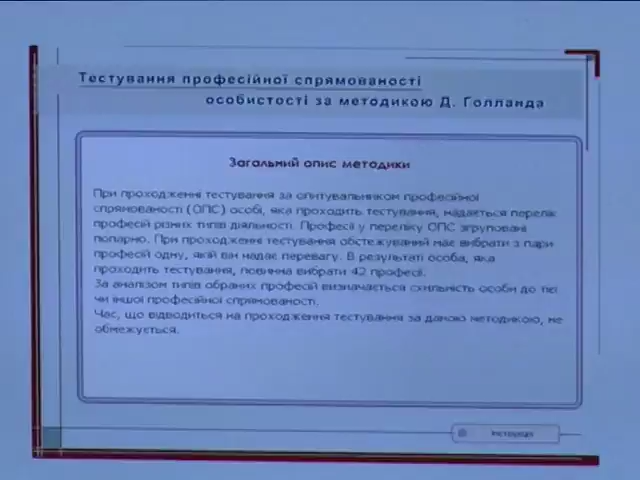 Тестування професійної спрямованості
особистості за методикою Д. Голланда
Загальний опис методики
При проходженні тестування за опитувальником професійної
спрямованості (ОПС) особі, яка проходить тестування, надається перелік
професій різних типів діяльності. Професії у переліку ОПС згруповані
попарно. При проходженні тестування обстежуваний має вибрати з пари
професій одну, якій він надає перевагу. В результаті особа, яка
проходить тестування, повинна вибрати 42 професії.
За аналізом типів обраних професій визначається схильність особи до тієї
чи іншої професійної спрямованості.
Час, що відводиться на проходження тестування за даною методикою, не
обмежується.
Інструкція